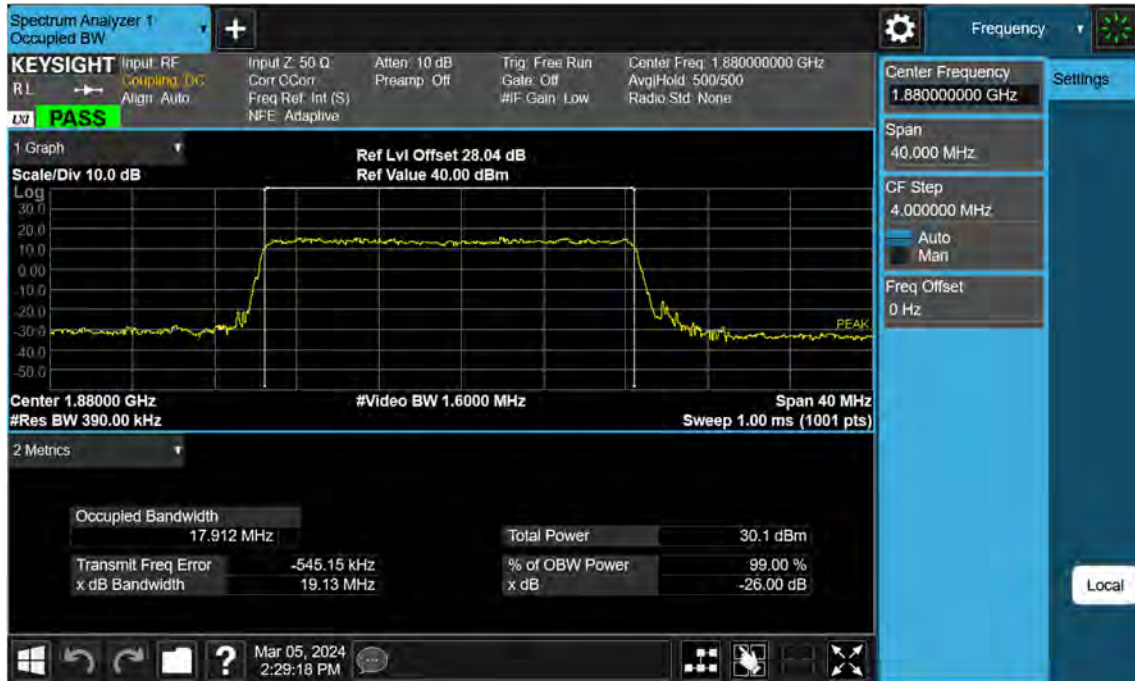 Spectrum Analyzer 1
Occupied BW
+
Frequency
KEYSIGHT
RL
LXI PASS
Input: RF
Coupling: DC
Align: Auto
Input Z: 50 Ω
Corr CCorr
Freq Ref: Int (S)
NFE: Adaptive
Atten: 10 dB
Preamp: Off
Trig: Free Run
Gate: Off
#IF Gain: Low
Center Freq: 1.880000000 GHz
Avg|Hold: 500/500
Radio Std: None
1 Graph
Scale/Div 10.0 dB
Ref Lvl Offset 28.04 dB
Ref Value 40.00 dBm
Log
30.0
20.0
10.0
0.00
-10.0
-20.0
-30.0
-40.0
-50.0
PEAK
Center 1.88000 GHz
#Res BW 390.00 kHz
#Video BW 1.6000 MHz
Span 40 MHz
Sweep 1.00 ms (1001 pts)
2 Metrics
Occupied Bandwidth
17.912 MHz
Transmit Freq Error -545.15 kHz
x dB Bandwidth 19.13 MHz
Total Power 30.1 dBm
% of OBW Power 99.00 %
x dB -26.00 dB
Center Frequency
1.880000000 GHz
Span
40.000 MHz
CF Step
4.000000 MHz
Auto
Man
Freq Offset
0 Hz
Settings
Local
?
Mar 05, 2024
2:29:18 PM